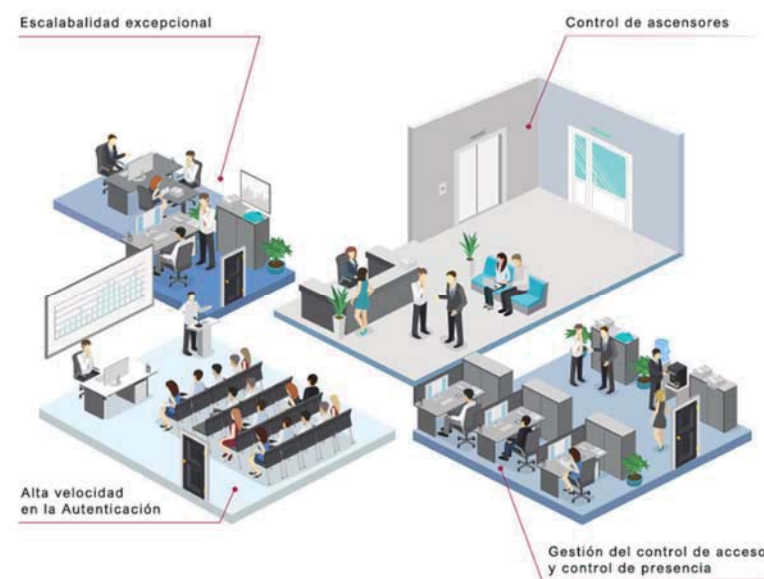 Escalabalidad excepcional
Control de ascensores
Alta velocidad
en la Autenticación
Gestión del control de acceso
y control de presencia